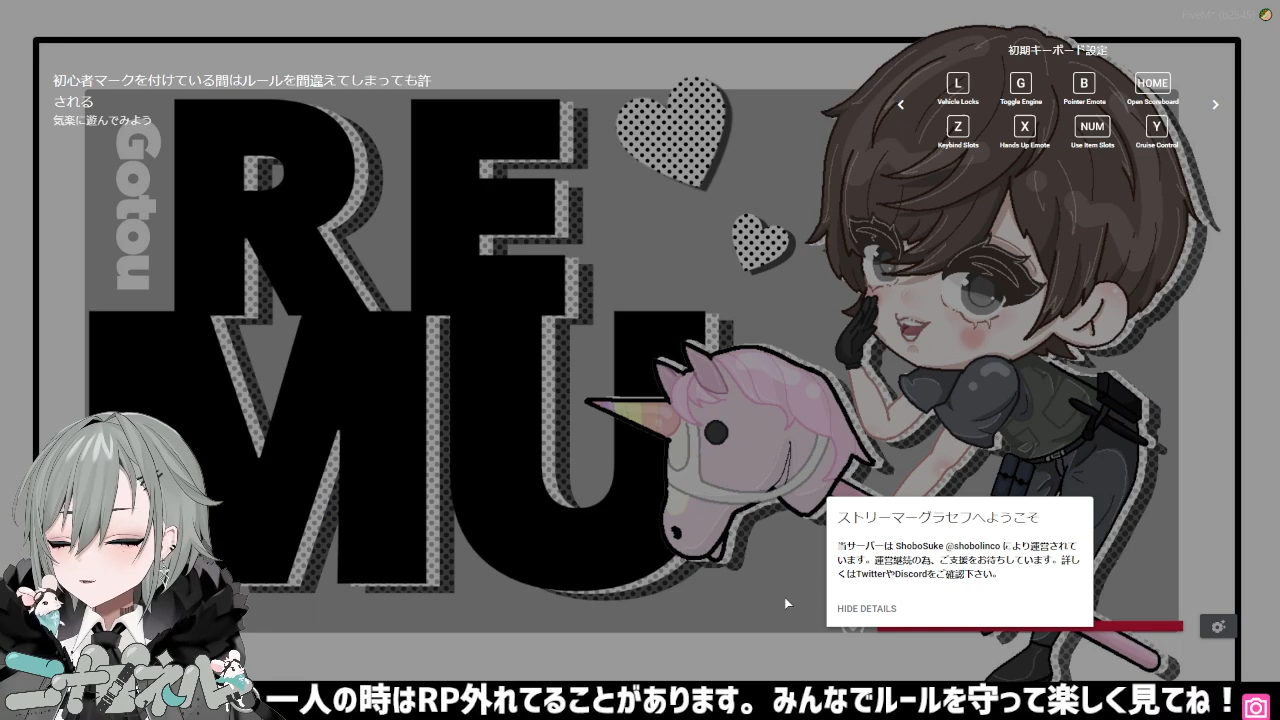 初心者マークを付けている間はルールを間違えてしまっても許
される
気楽に遊んでみよう
Gotou
RE
MU
初期キーボード設定
L G B HOME
Vehicle Locks Toggle Engine Pointer Emote Open Scoreboard
Z X NUM Y
Keybind Slots Hands Up Emote Use Item Slots Cruise Control
ストリーマーグラセフへようこそ
当サーバーは ShoboSuke @shobolinco により運営されて
います。運営継続の為、ご支援をお待ちしています。詳し
くはTwitterやDiscordをご確認下さい。
HIDE DETAILS
一人の時はRP外れてることがあります。みんなでルールを守って楽しく見てね！